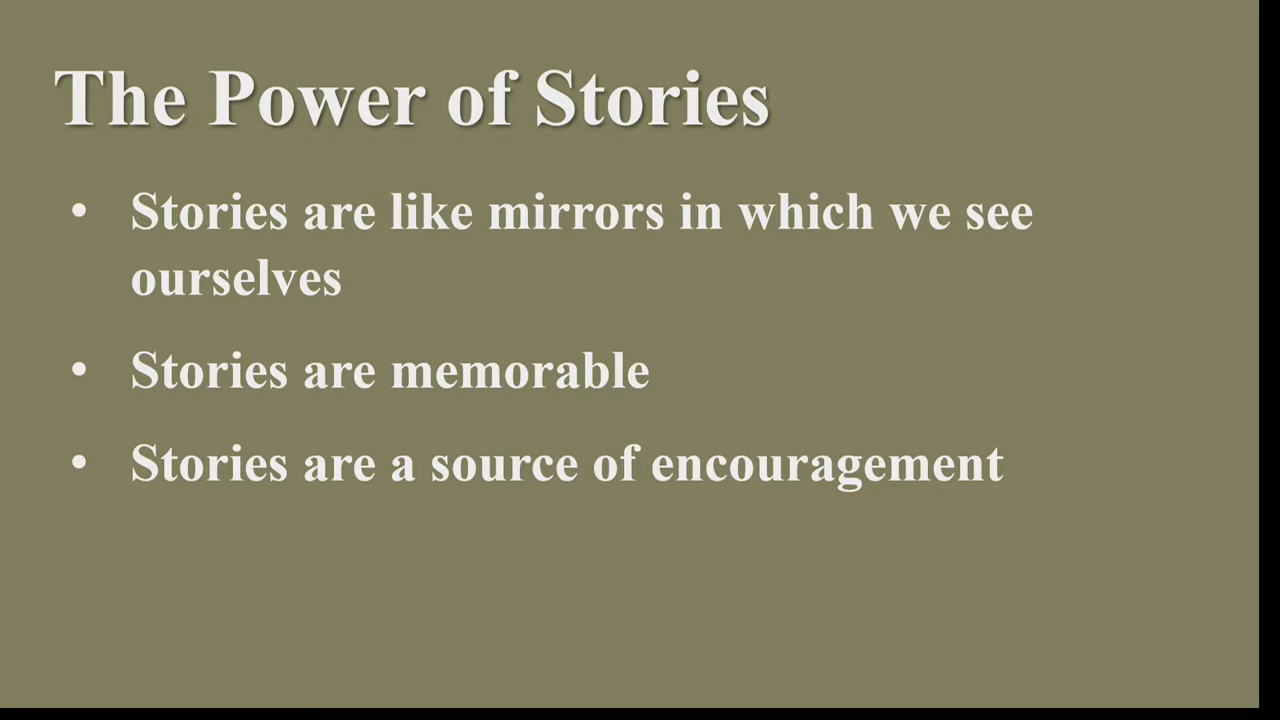 The Power of Stories
• Stories are like mirrors in which we see
ourselves
• Stories are memorable
• Stories are a source of encouragement